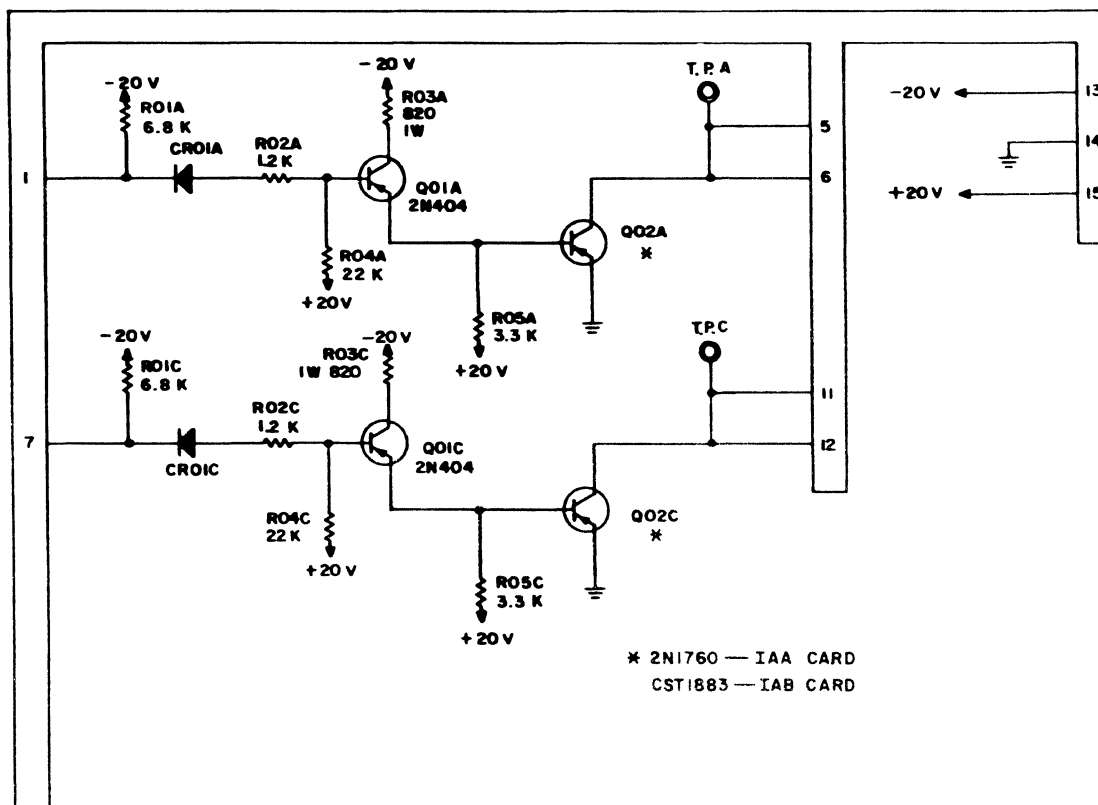 -20 V
R01A
6.8 K
CR01A
R02A
1.2 K
-20 V
R03A
820
1W
1
Q01A
2N404
R04A
22 K
+20 V
R05A
3.3 K
+20 V
Q02A
*
T.P. A
5
6
-20 V
13
14
+20 V
15
-20 V
R01C
6.8 K
CR01C
R02C
1.2 K
-20 V
R03C
1W 820
7
Q01C
2N404
R04C
22 K
+20 V
R05C
3.3 K
+20 V
Q02C
*
T.P. C
11
12
* 2N1760 — IAA CARD
CST1883 — IAB CARD